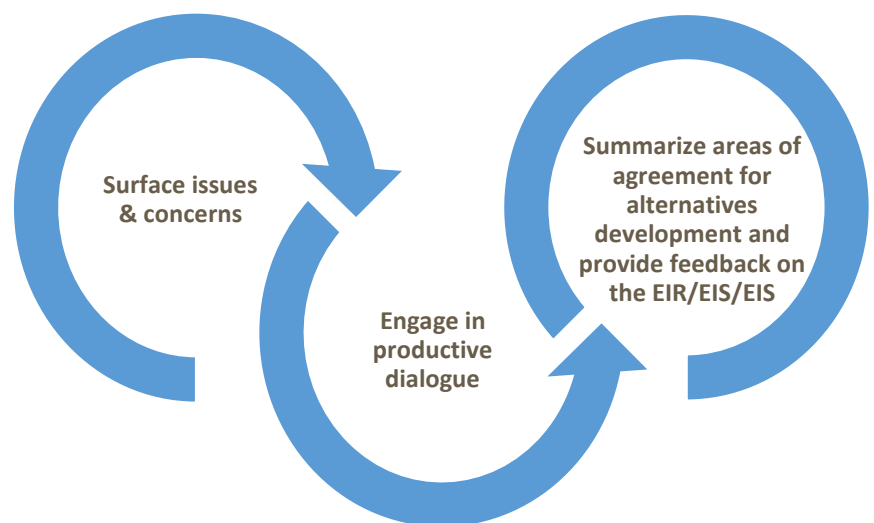 Surface issues
& concerns
Engage in
productive
dialogue
Summarize areas of
agreement for
alternatives
development and
provide feedback on
the EIR/EIS/EIS